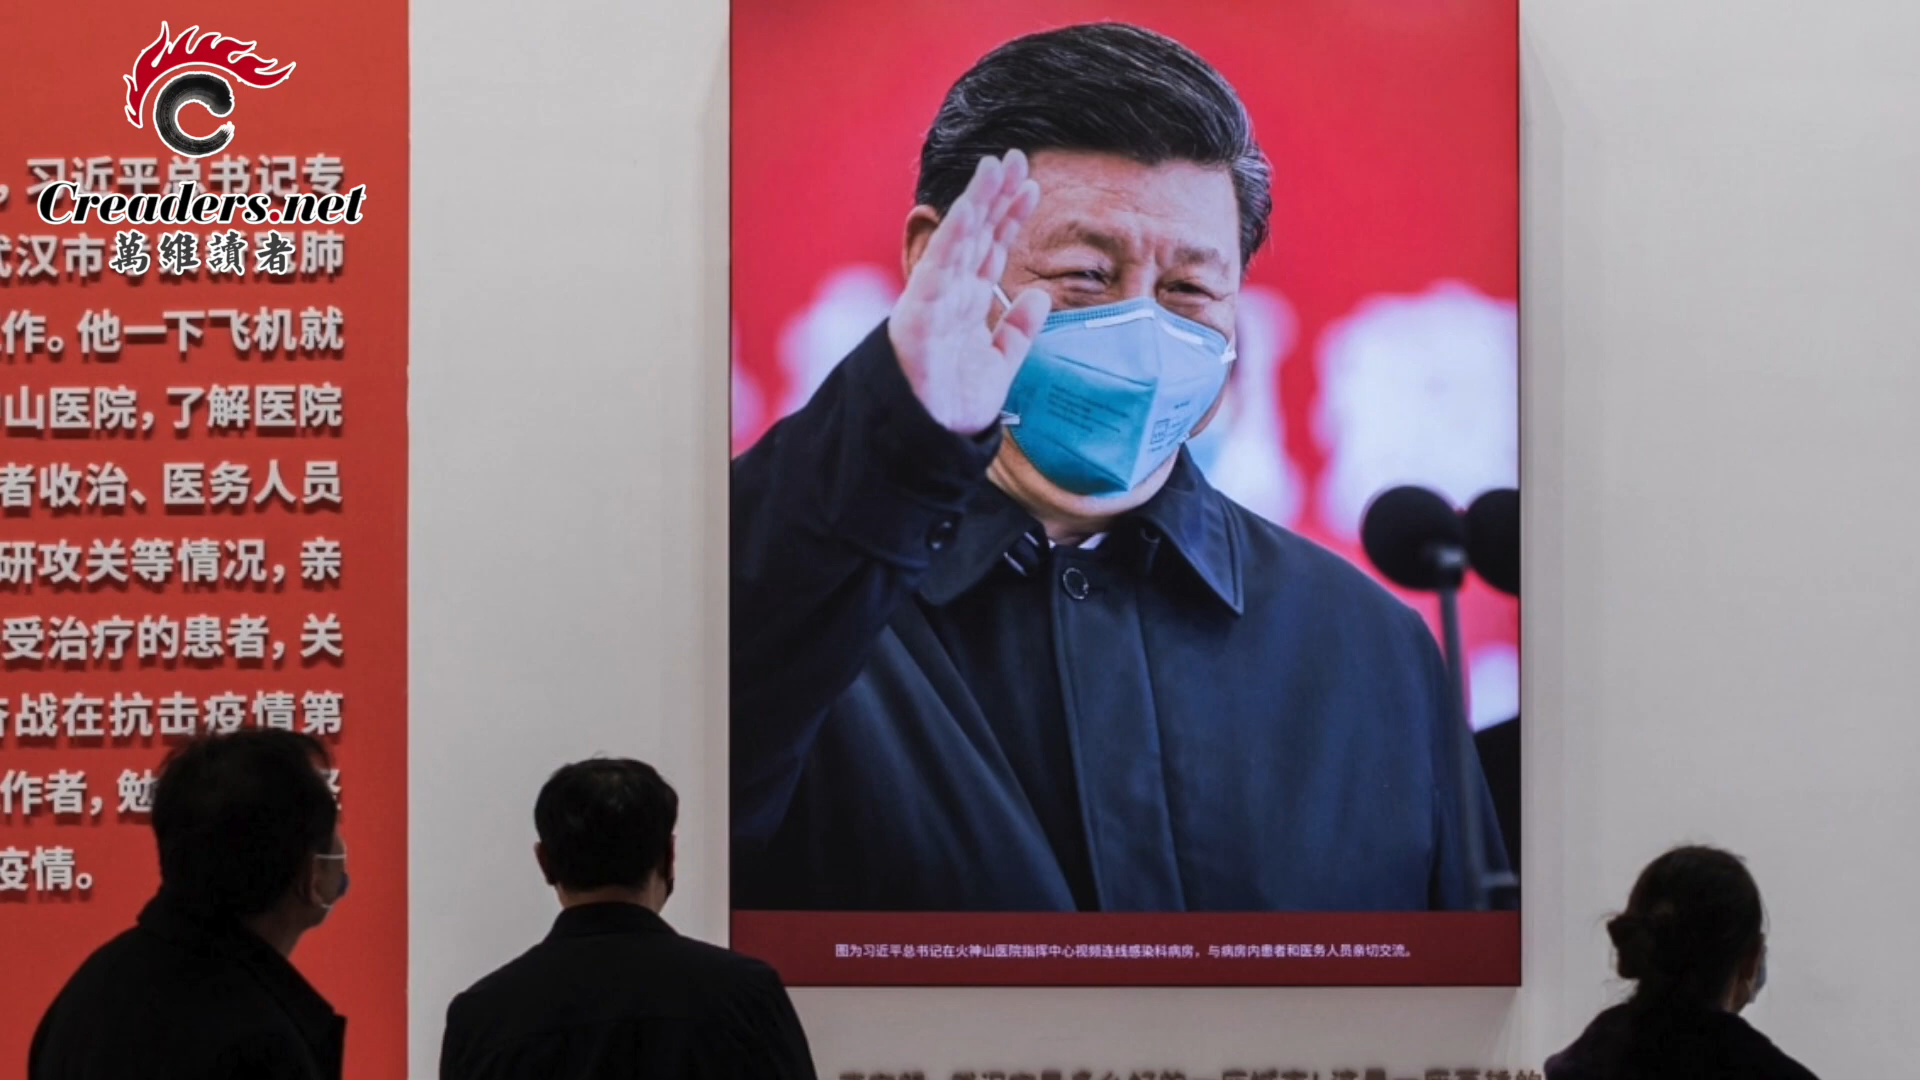 ，习近平总书记专
Creaders.net
武汉市
肺
萬維讀者
作。他一下飞机就
山医院，了解医院
者收治、医务人员
研攻关等情况，亲
受治疗的患者，关
奋战在抗击疫情第
作者，勉
疫情。
图为习近平总书记在火神山医院指挥中心视频连线感染科病房，与病房内患者和医务人员亲切交流。